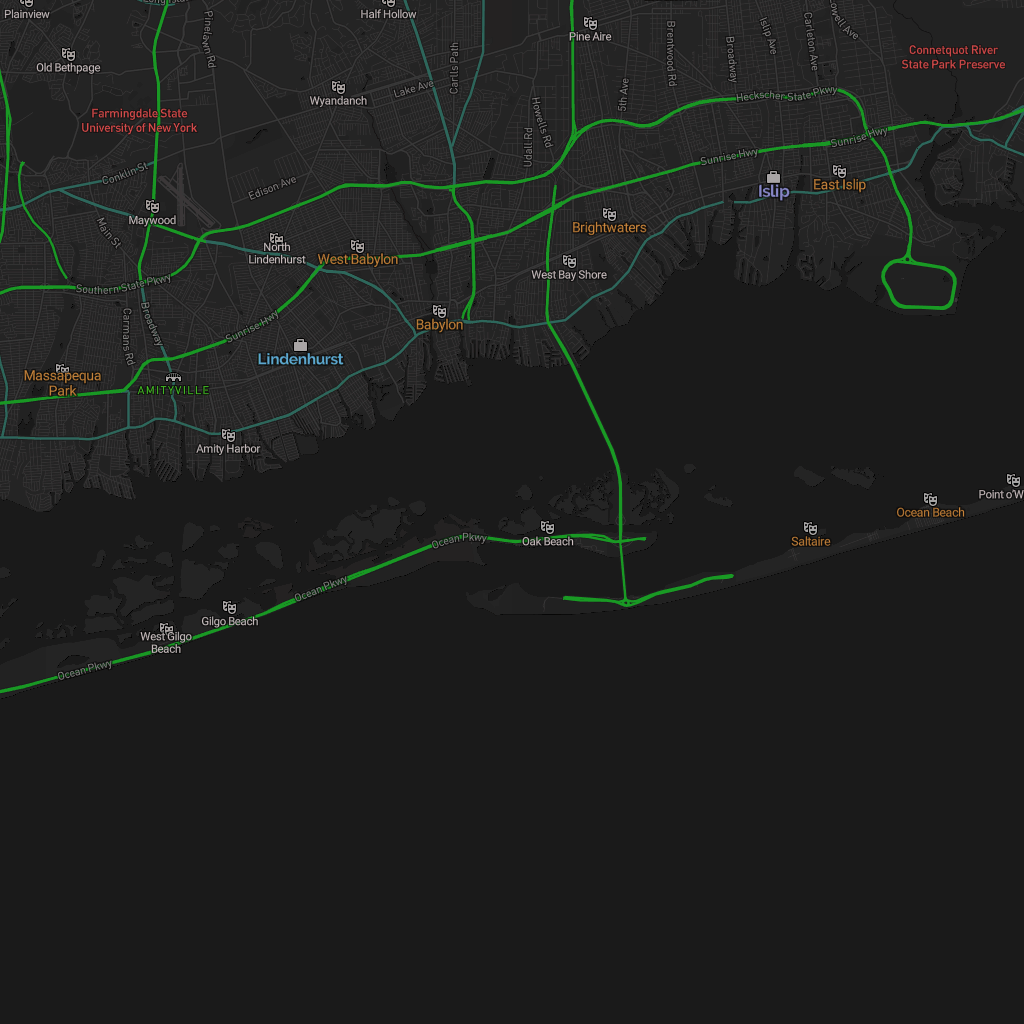 Plainview
Half Hollow
Pinelawn Rd
Old Bethpage
Pine Aire
Brentwood Rd
Broadway
Islip Ave
Carleton Ave
Connetquot River
State Park Preserve
Carlls Path
Lake Ave
Wyandanch
5th Ave
Heckscher State Pkwy
Farmingdale State
University of New York
Howells Rd
Udall Rd
Sunrise Hwy
Sunrise Hwy
Conklin St
Edison Ave
Islip
East Islip
Maywood
Main St
Brightwaters
North
Lindenhurst
West Babylon
West Bay Shore
Southern State Pkwy
Broadway
Carmans Rd
Sunrise Hwy
Babylon
Lindenhurst
Massapequa
Park
AMITYVILLE
Amity Harbor
Ocean Beach
Oak Beach
Ocean Pkwy
Saltaire
Ocean Pkwy
Gilgo Beach
West Gilgo
Beach
Ocean Pkwy